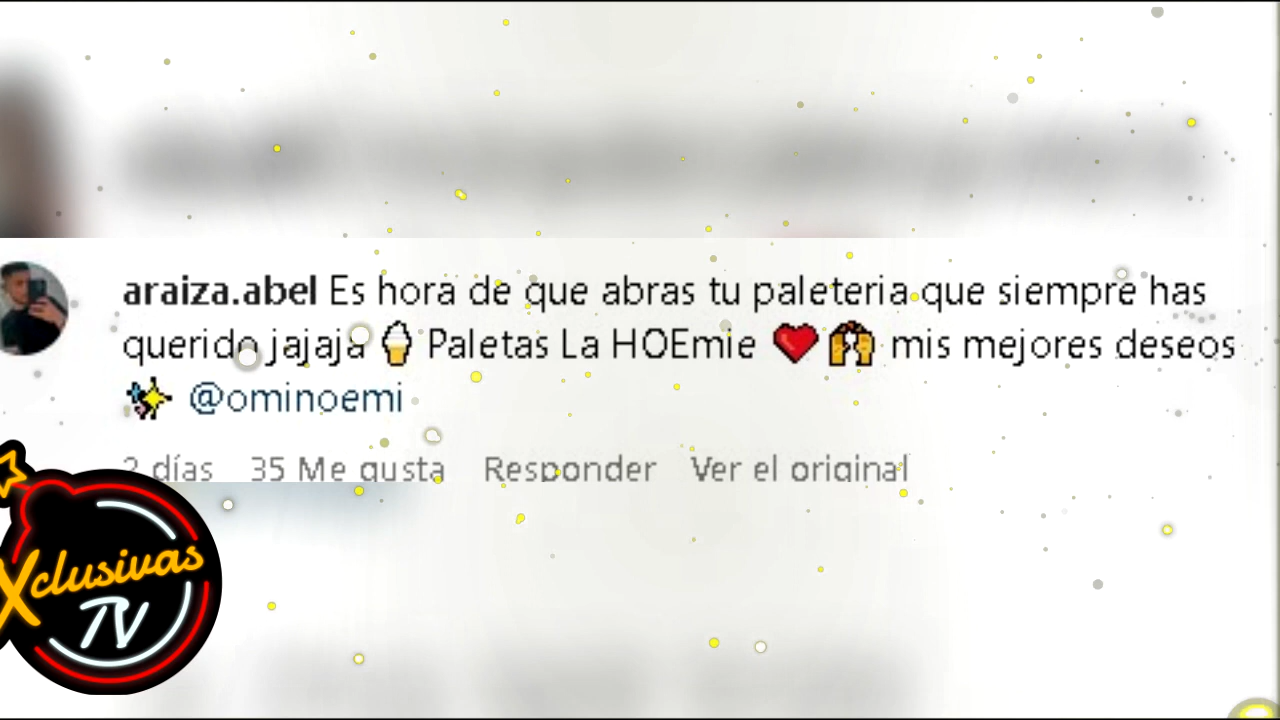 araiza.abel Es hora de que abras tu paleteria que siempre has
querido jajaja 🍦 Paletas La HOEmie ❤️🙌 mis mejores deseos
✨ @ominoemi
2 días 35 Me gusta Responder Ver el original
Xclusivas
TV